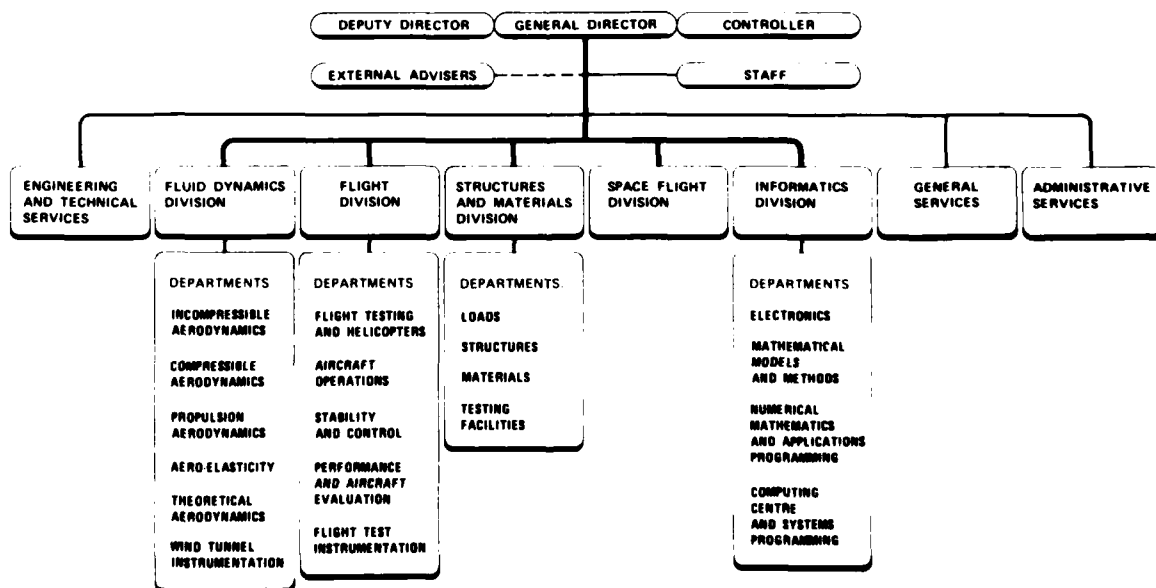 DEPUTY DIRECTOR
GENERAL DIRECTOR
CONTROLLER
EXTERNAL ADVISERS
STAFF
ENGINEERING
AND TECHNICAL
SERVICES
FLUID DYNAMICS
DIVISION
FLIGHT
DIVISION
STRUCTURES
AND MATERIALS
DIVISION
SPACE FLIGHT
DIVISION
INFORMATICS
DIVISION
GENERAL
SERVICES
ADMINISTRATIVE
SERVICES
DEPARTMENTS
INCOMPRESSIBLE
AERODYNAMICS
COMPRESSIBLE
AERODYNAMICS
PROPULSION
AERODYNAMICS
AERO-ELASTICITY
THEORETICAL
AERODYNAMICS
WIND TUNNEL
INSTRUMENTATION
DEPARTMENTS
FLIGHT TESTING
AND HELICOPTERS
AIRCRAFT
OPERATIONS
STABILITY
AND CONTROL
PERFORMANCE
AND AIRCRAFT
EVALUATION
FLIGHT TEST
INSTRUMENTATION
DEPARTMENTS
LOADS
STRUCTURES
MATERIALS
TESTING
FACILITIES
DEPARTMENTS
ELECTRONICS
MATHEMATICAL
MODELS
AND METHODS
NUMERICAL
MATHEMATICS
AND APPLICATIONS
PROGRAMMING
COMPUTING
CENTRE
AND SYSTEMS
PROGRAMMING